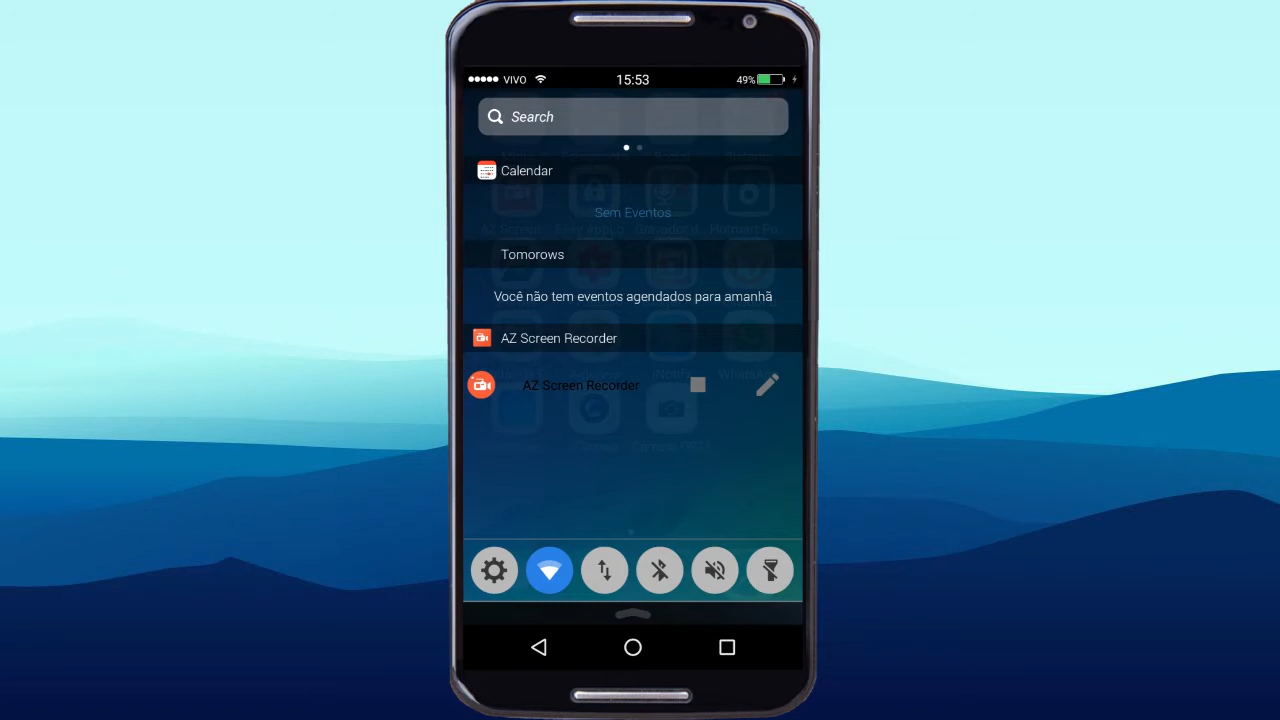 VIVO 15:53 49%
Search
Calendar
Sem Eventos
Tomorows
Você não tem eventos agendados para amanhã
AZ Screen Recorder
AZ Screen Recorder